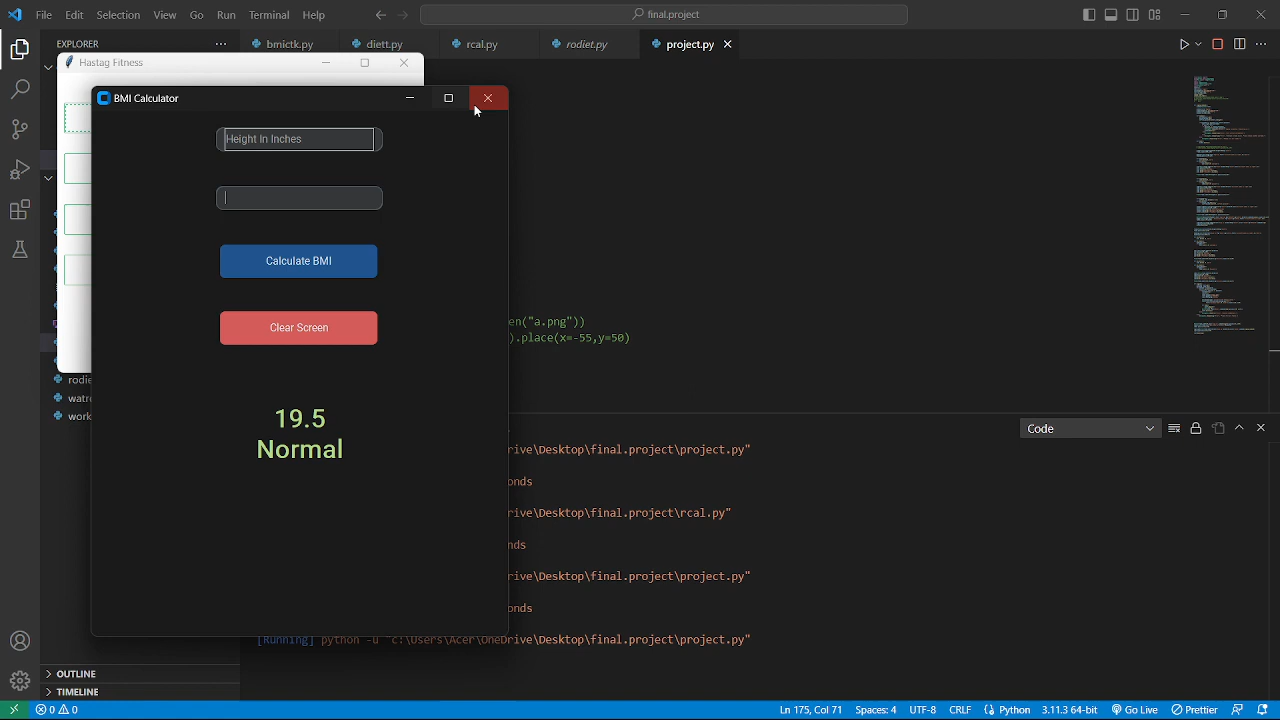 File Edit Selection View Go Run Terminal Help
final.project
EXPLORER
bmictk.py
diett.py
rcal.py
rodiet.py
project.py
Hastag Fitness
BMI Calculator
Height In Inches
Calculate BMI
Clear Screen
19.5
Normal
en("a.png"))
).place(x=-55,y=50)
rodie
watr
work
Code
rive\Desktop\final.project\project.py"
onds
rive\Desktop\final.project\rcal.py"
nds
rive\Desktop\final.project\project.py"
onds
[Running] python -u "c:\Users\Acer\OneDrive\Desktop\final.project\project.py"
OUTLINE
TIMELINE
0 0
Ln 175, Col 71 Spaces: 4 UTF-8 CRLF Python 3.11.3 64-bit Go Live Prettier